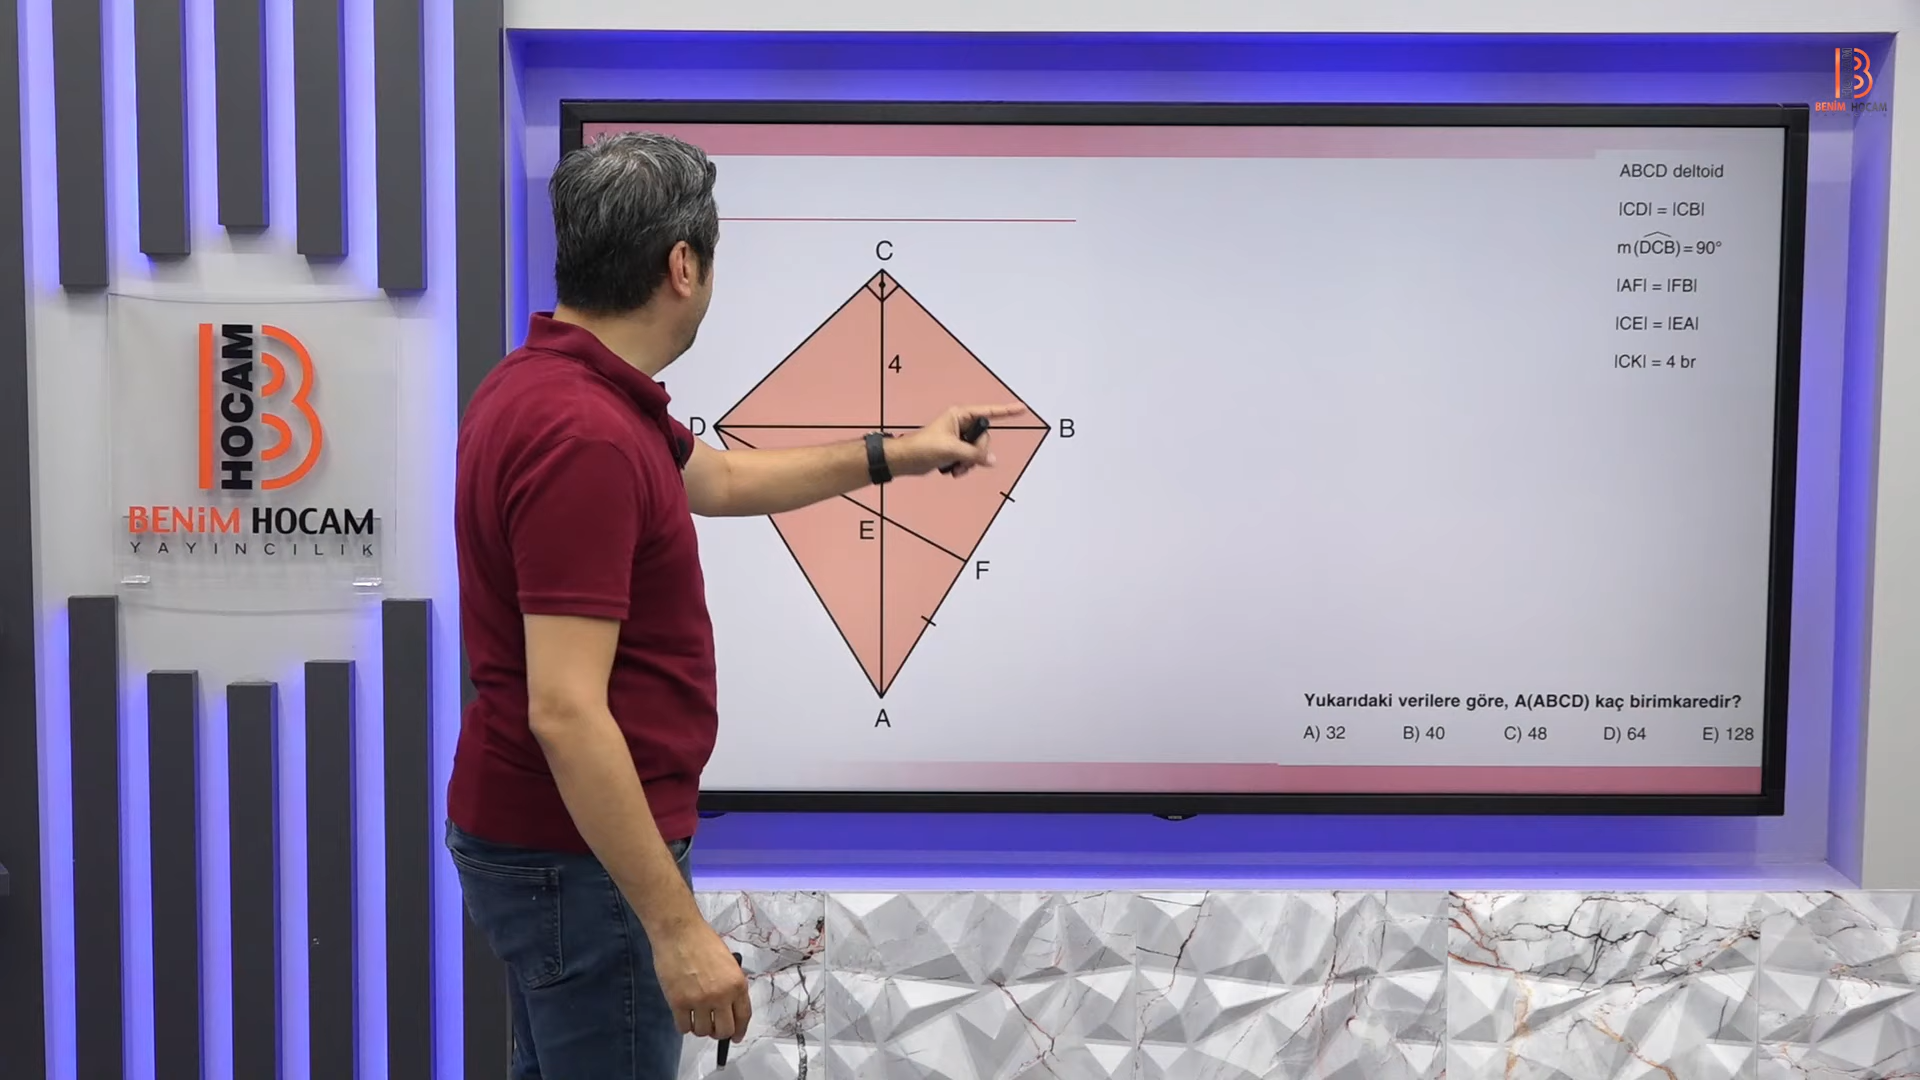 B
BENİM HOCAM
HOCAM
B
BENiM HOCAM
YAYINCILIK
C
4
D
B
E
F
A
ABCD deltoid
|CD| = |CB|
m(DCB) = 90°
|AF| = |FB|
|CE| = |EA|
|CK| = 4 br
Yukarıdaki verilere göre, A(ABCD) kaç birimkaredir?
A) 32 B) 40 C) 48 D) 64 E) 128